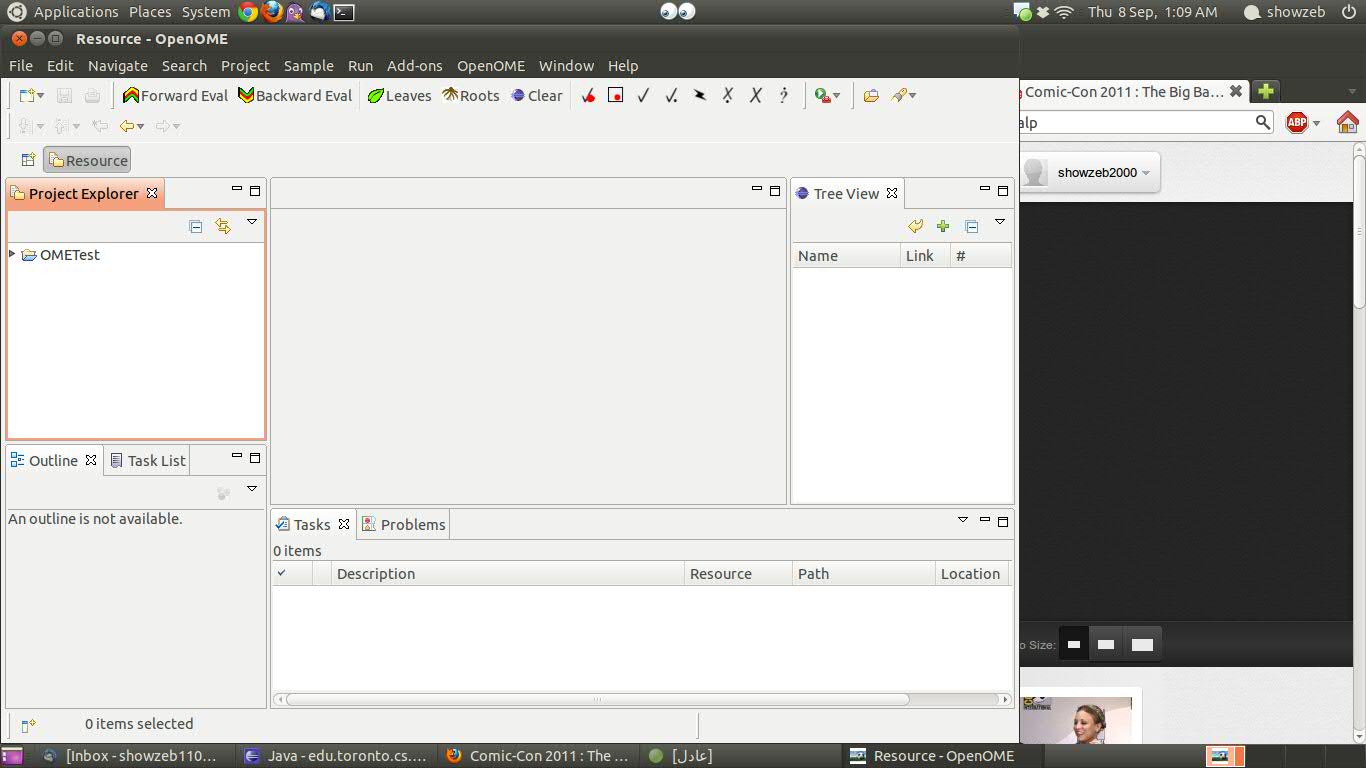 Applications Places System
Thu 8 Sep, 1:09 AM showzeb
Resource - OpenOME
File Edit Navigate Search Project Sample Run Add-ons OpenOME Window Help
Forward Eval Backward Eval Leaves Roots Clear
Comic-Con 2011 : The Big Ba...
alp ABP
Resource
showzeb2000
Project Explorer
Tree View
OMETest
Name Link #
Outline Task List
An outline is not available.
Tasks Problems
0 items
Description Resource Path Location
o Size:
0 items selected
[Inbox - showzeb110... Java - edu.toronto.cs.... Comic-Con 2011 : The ... [عادل] Resource - OpenOME